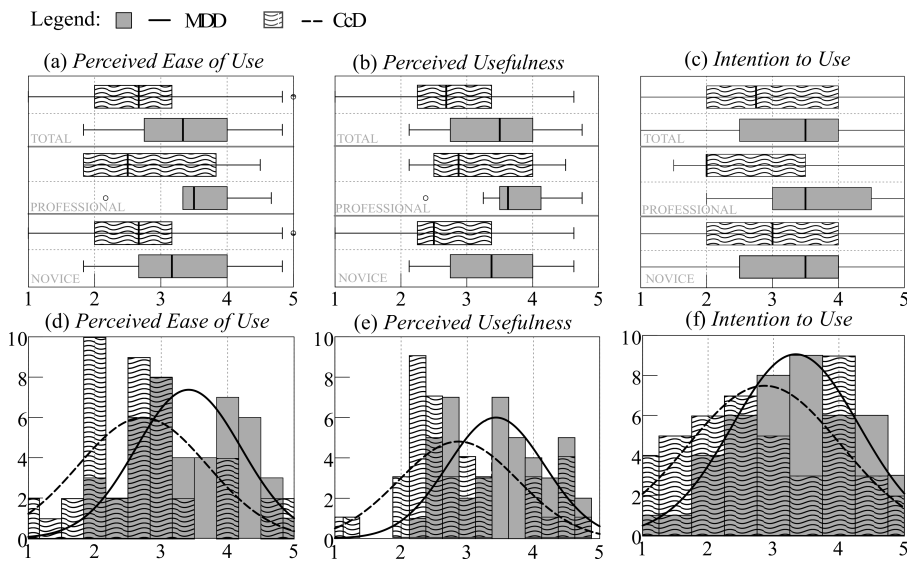 Legend: MDD CcD
(a) Perceived Ease of Use (b) Perceived Usefulness (c) Intention to Use
TOTAL TOTAL TOTAL
PROFESSIONAL PROFESSIONAL PROFESSIONAL
NOVICE NOVICE NOVICE
1 2 3 4 5 1 2 3 4 5 1 2 3 4 5
(d) Perceived Ease of Use (e) Perceived Usefulness (f) Intention to Use
10 10 10
8 8 8
6 6 6
4 4 4
2 2 2
0 0 0
1 2 3 4 5 1 2 3 4 5 1 2 3 4 5